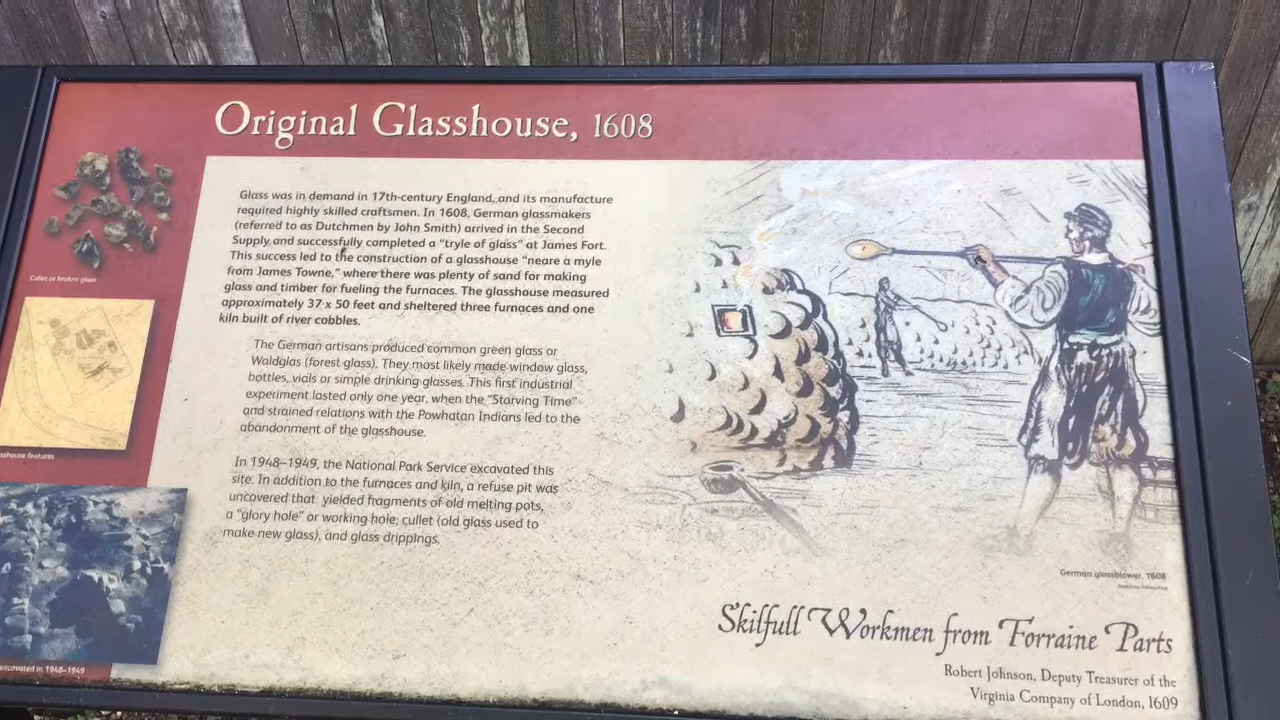 Original Glasshouse, 1608
Glass was in demand in 17th-century England, and its manufacture
required highly skilled craftsmen. In 1608, German glassmakers
(referred to as Dutchmen by John Smith) arrived in the Second
Supply and successfully completed a "tryle of glass" at James Fort.
This success led to the construction of a glasshouse "neare a myle
from James Towne," where there was plenty of sand for making
glass and timber for fueling the furnaces. The glasshouse measured
approximately 37 x 50 feet and sheltered three furnaces and one
kiln built of river cobbles.
The German artisans produced common green glass or
Waldglas (forest glass). They most likely made window glass,
bottles, vials or simple drinking glasses. This first industrial
experiment lasted only one year, when the "Starving Time"
and strained relations with the Powhatan Indians led to the
abandonment of the glasshouse.
In 1948–1949, the National Park Service excavated this
site. In addition to the furnaces and kiln, a refuse pit was
uncovered that yielded fragments of old melting pots,
a "glory hole" or working hole; cullet (old glass used to
make new glass), and glass drippings.
Cullet or broken glass
sshouse features
excavated in 1948–1949
German glassblower, 1608
Skilfull Workmen from Forraine Parts
Robert Johnson, Deputy Treasurer of the
Virginia Company of London, 1609